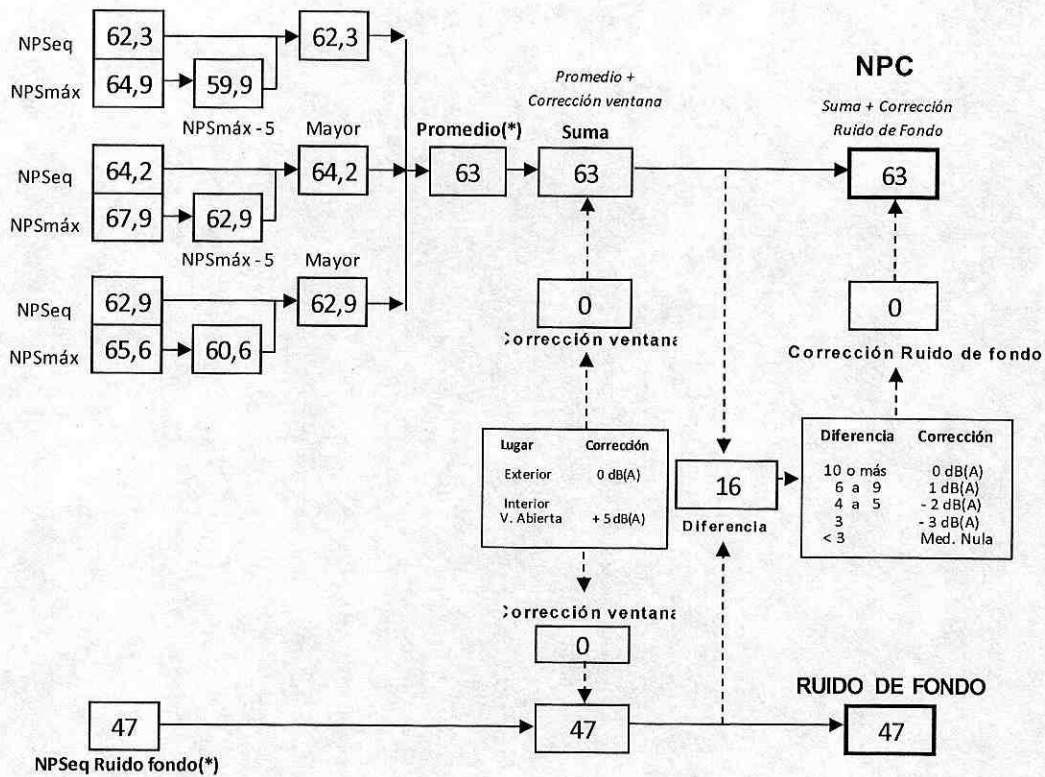 NPSeq
62,3
62,3
NPSmáx
64,9
59,9
NPSmáx - 5
Mayor
NPSeq
64,2
64,2
NPSmáx
67,9
62,9
NPSmáx - 5
Mayor
NPSeq
62,9
62,9
NPSmáx
65,6
60,6
Promedio(*)
63
Promedio +
Corrección ventana
Suma
63
0
Corrección ventana
NPC
Suma + Corrección
Ruido de Fondo
63
0
Corrección Ruido de fondo
Lugar Corrección
Exterior 0 dB(A)
Interior
V. Abierta + 5 dB(A)
16
Diferencia
Diferencia Corrección
10 o más 0 dB(A)
6 a 9 1 dB(A)
4 a 5 - 2 dB(A)
3 - 3 dB(A)
< 3 Med. Nula
Corrección ventana
0
47
NPSeq Ruido fondo(*)
47
RUIDO DE FONDO
47